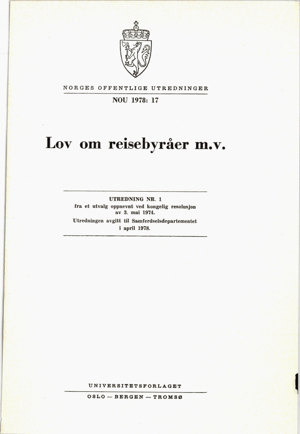 NORGES OFFENTLIGE UTREDNINGER
NOU 1978: 17
Lov om reisebyråer m.v.
UTREDNING NR. 1
fra et utvalg oppnevnt ved kongelig resolusjon
av 3. mai 1974.
Utredningen avgitt til Samferdselsdepartementet
i april 1978.
UNIVERSITETSFORLAGET
OSLO — BERGEN — TROMSØ